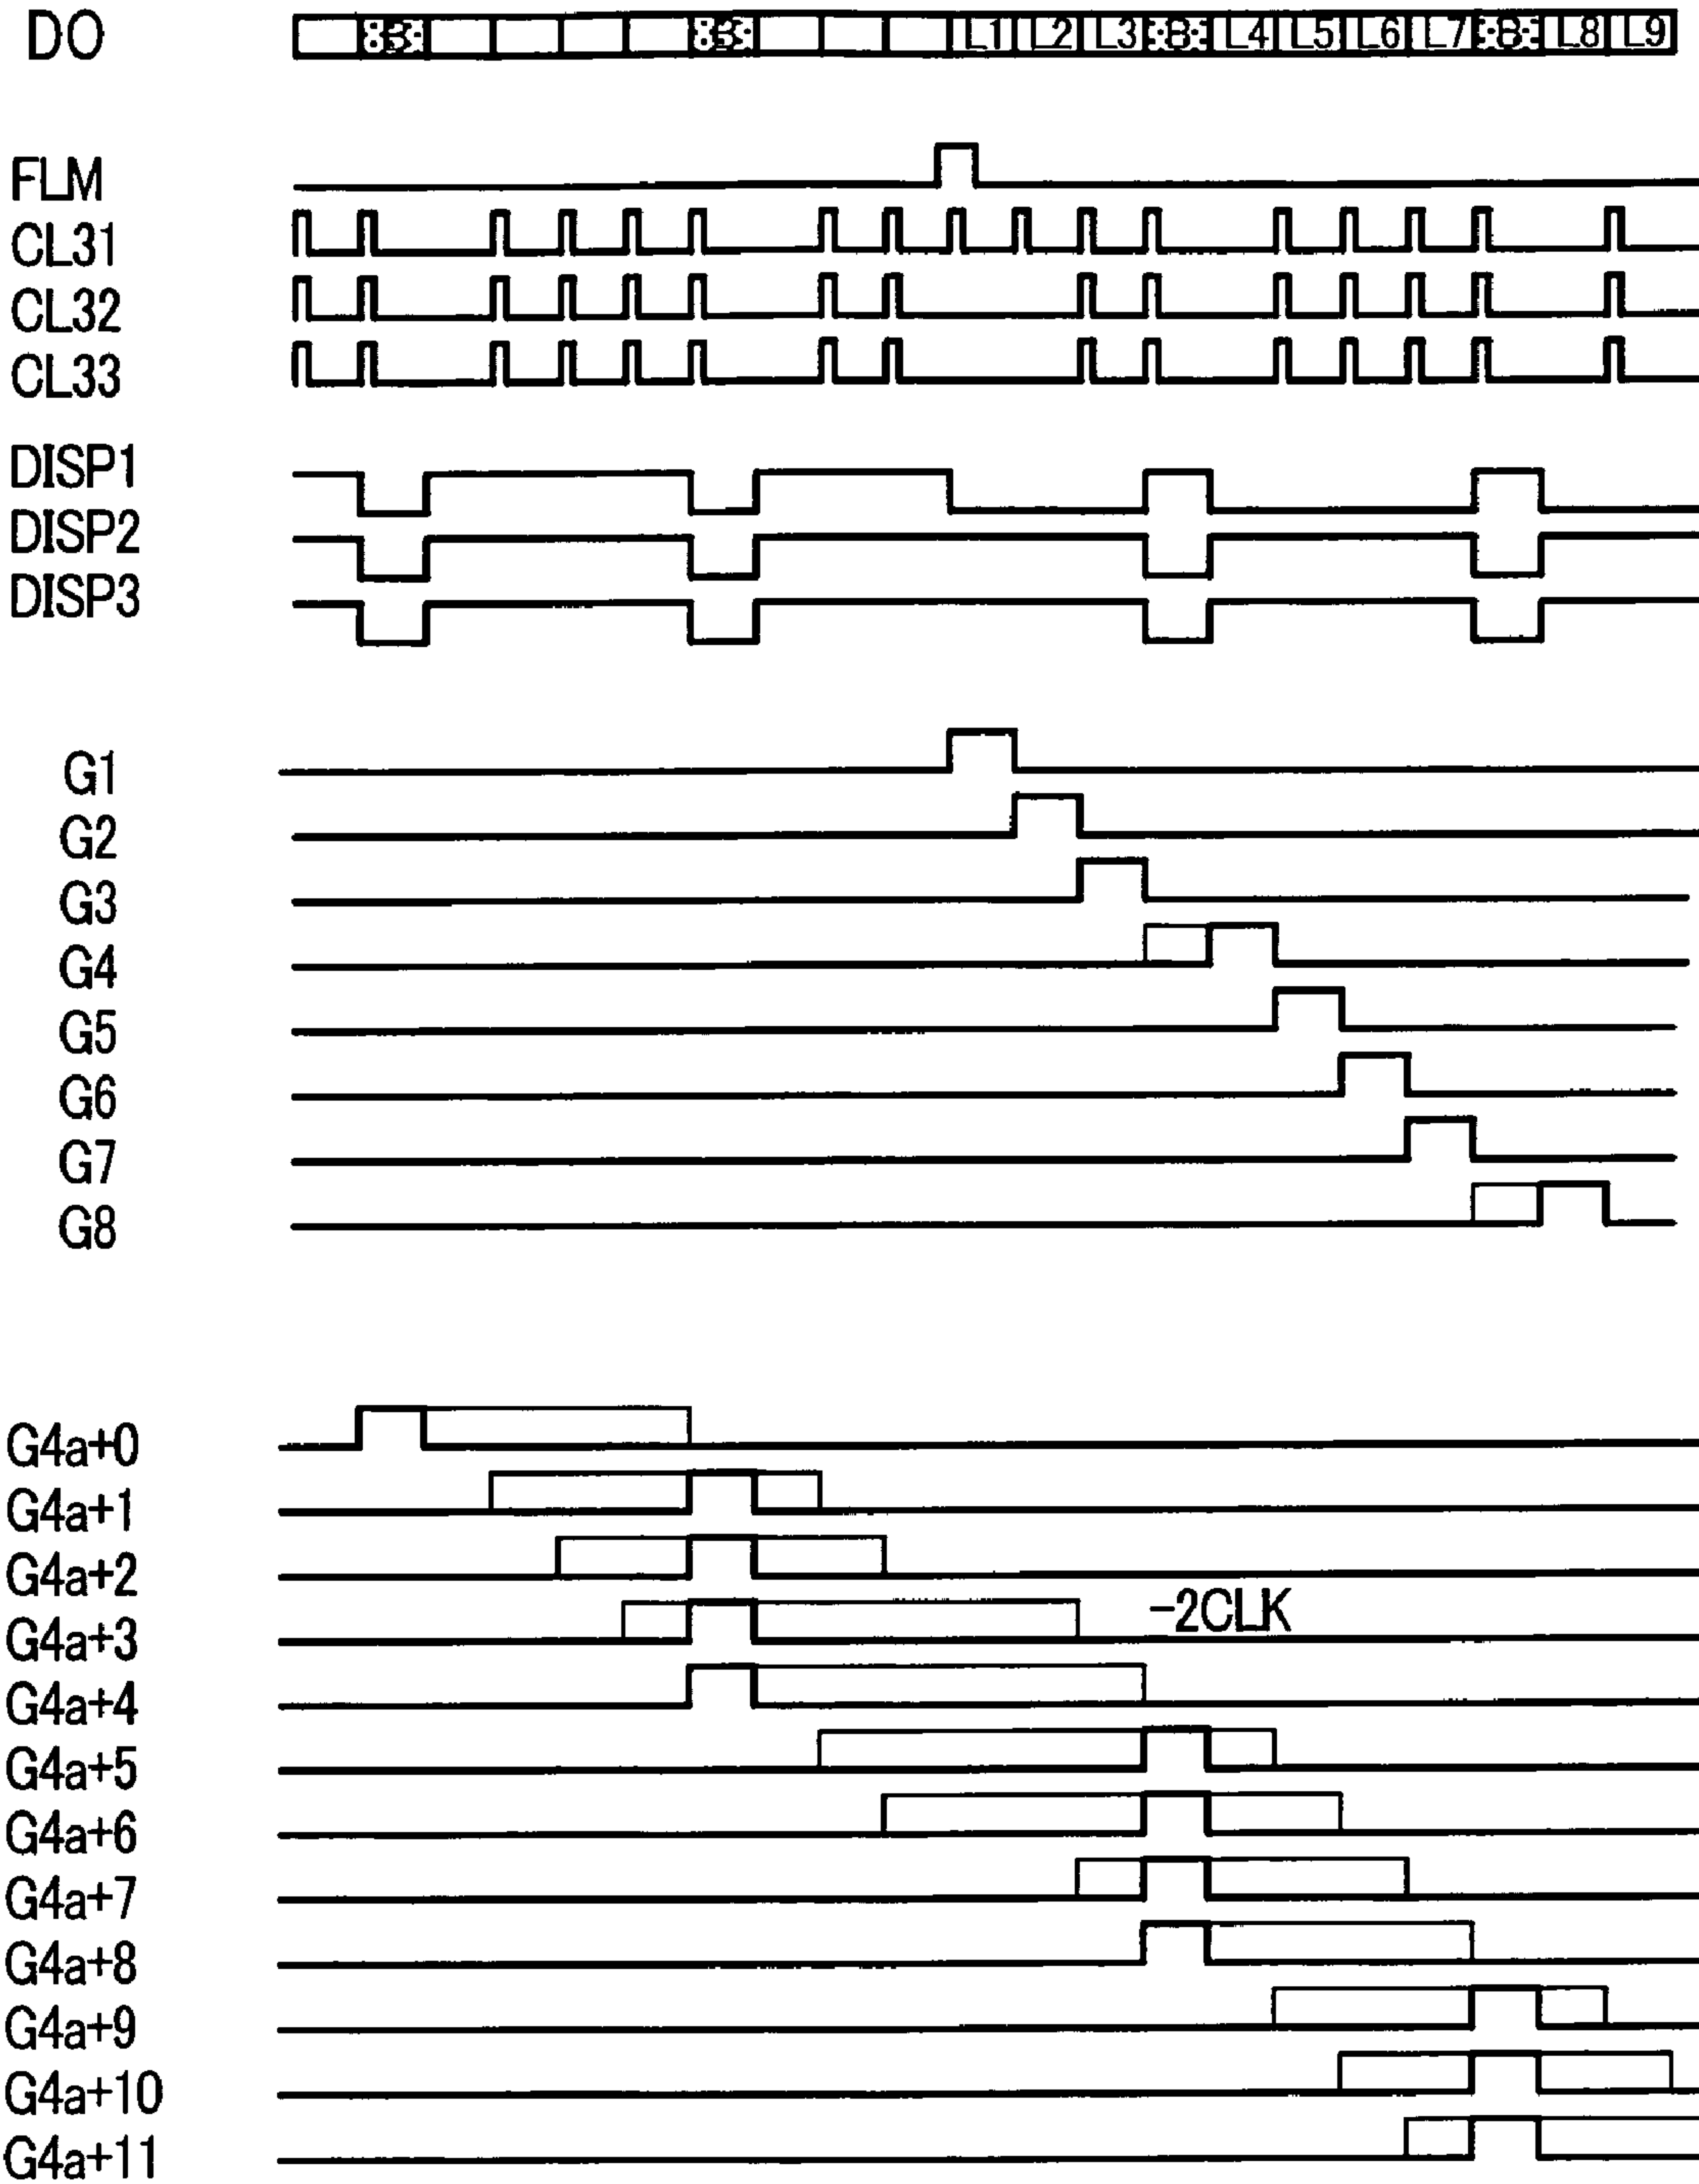 DO B B L1 L2 L3 B L4 L5 L6 L7 B L8 L9
FLM
CL31
CL32
CL33
DISP1
DISP2
DISP3
G1
G2
G3
G4
G5
G6
G7
G8
G4a+0
G4a+1
G4a+2
G4a+3 -2CLK
G4a+4
G4a+5
G4a+6
G4a+7
G4a+8
G4a+9
G4a+10
G4a+11